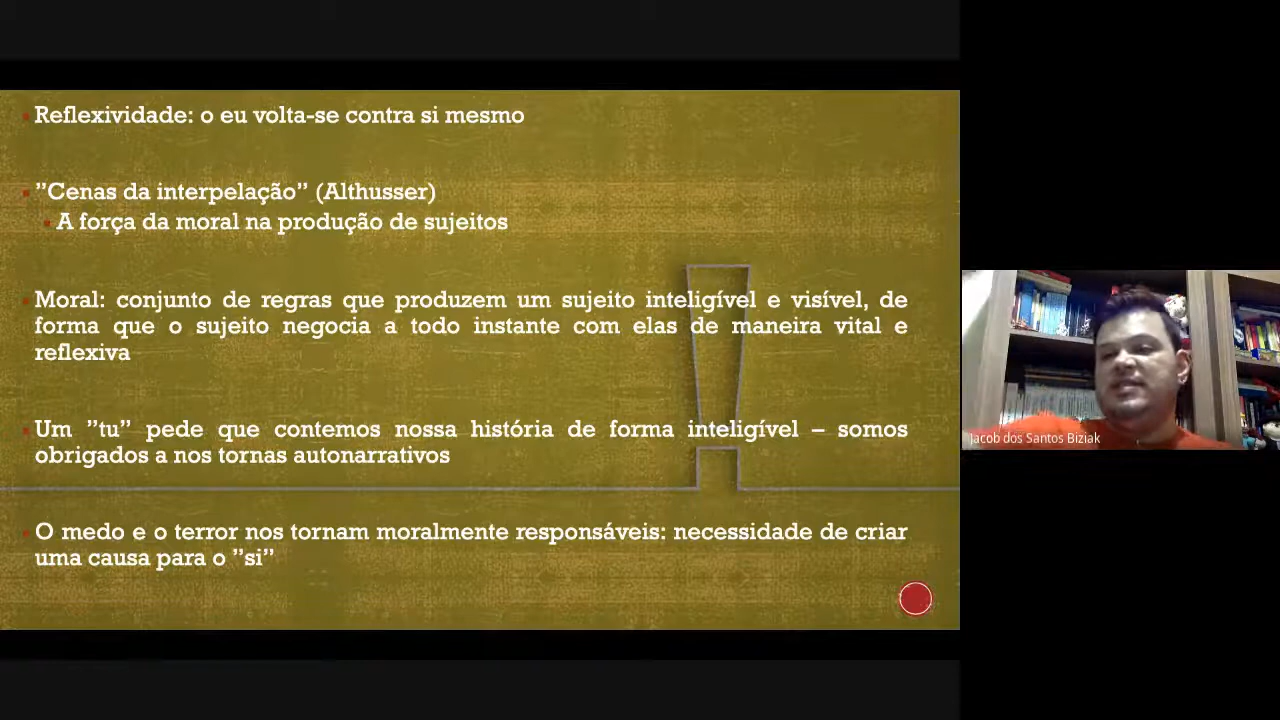 Reflexividade: o eu volta-se contra si mesmo
”Cenas da interpelação” (Althusser)
A força da moral na produção de sujeitos
Moral: conjunto de regras que produzem um sujeito inteligível e visível, de
forma que o sujeito negocia a todo instante com elas de maneira vital e
reflexiva
Um ”tu” pede que contemos nossa história de forma inteligível – somos
obrigados a nos tornas autonarrativos
O medo e o terror nos tornam moralmente responsáveis: necessidade de criar
uma causa para o ”si”
Jacob dos Santos Biziak